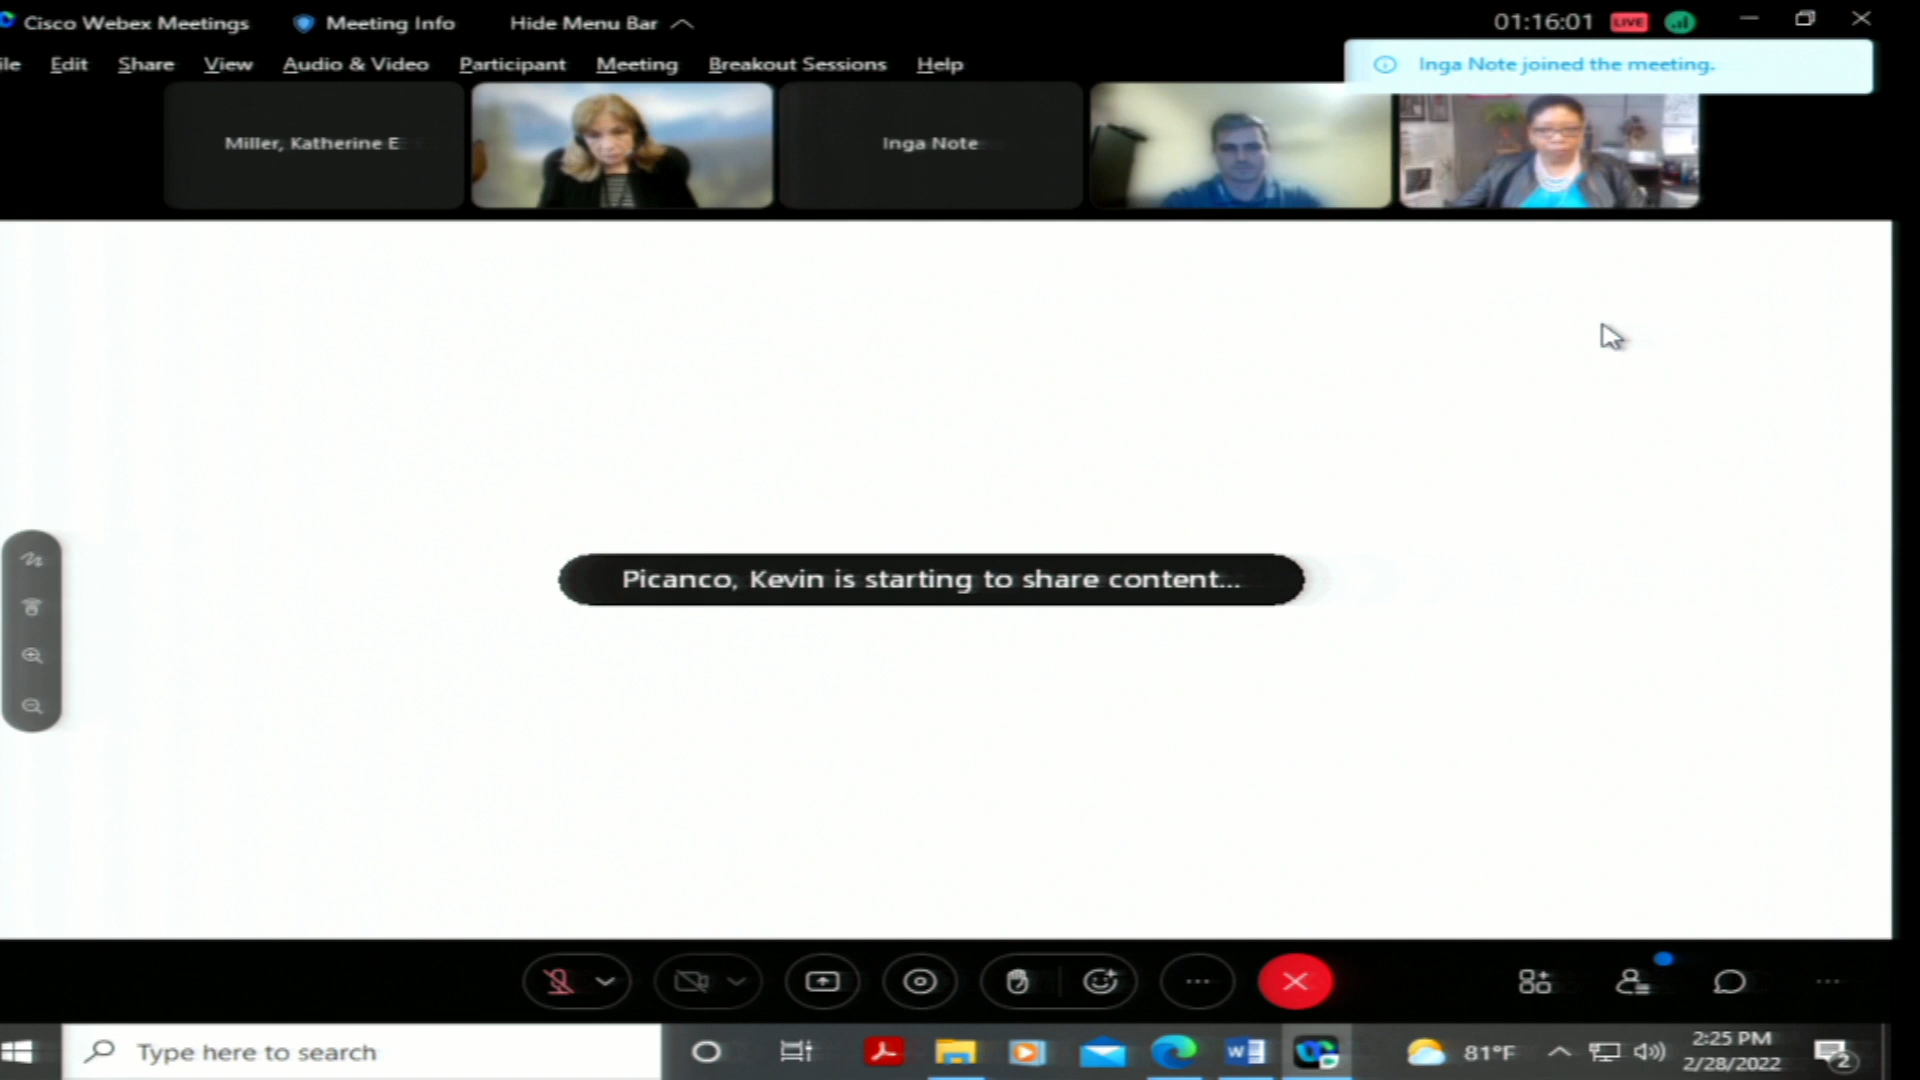 Cisco Webex Meetings Meeting Info Hide Menu Bar 01:16:01 LIVE
ile Edit Share View Audio & Video Participant Meeting Breakout Sessions Help
Inga Note joined the meeting.
Miller, Katherine E
Inga Note
Picanco, Kevin is starting to share content...
Type here to search
81°F
2:25 PM
2/28/2022
2